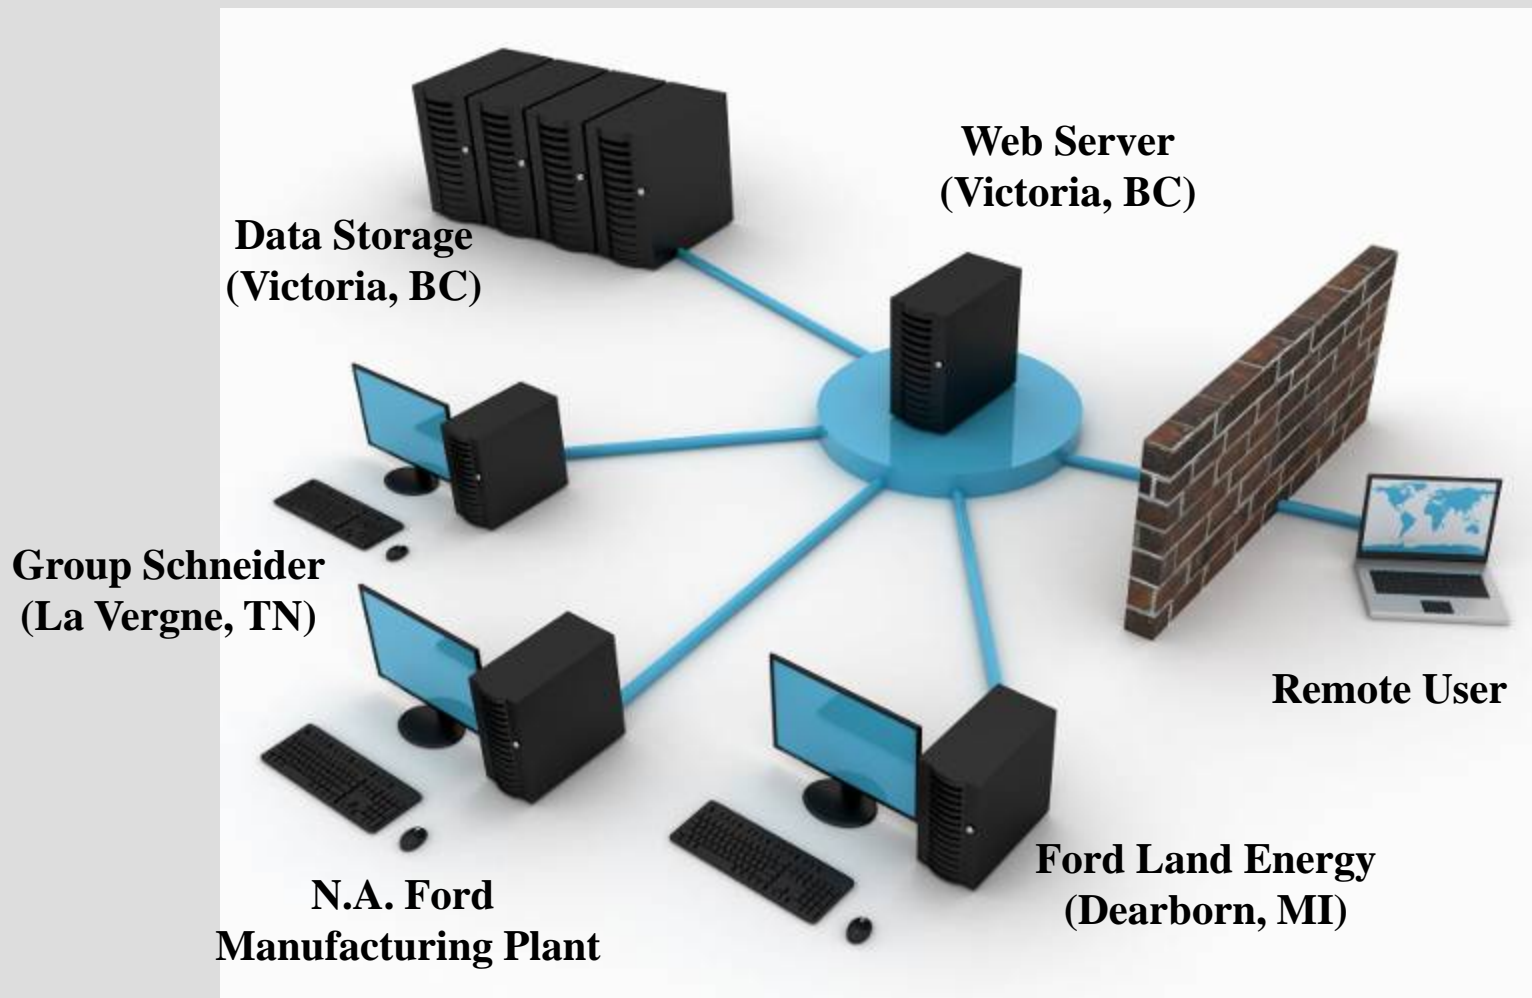 Web Server
(Victoria, BC)
Data Storage
(Victoria, BC)
Group Schneider
(La Vergne, TN)
Remote User
N.A. Ford
Manufacturing Plant
Ford Land Energy
(Dearborn, MI)